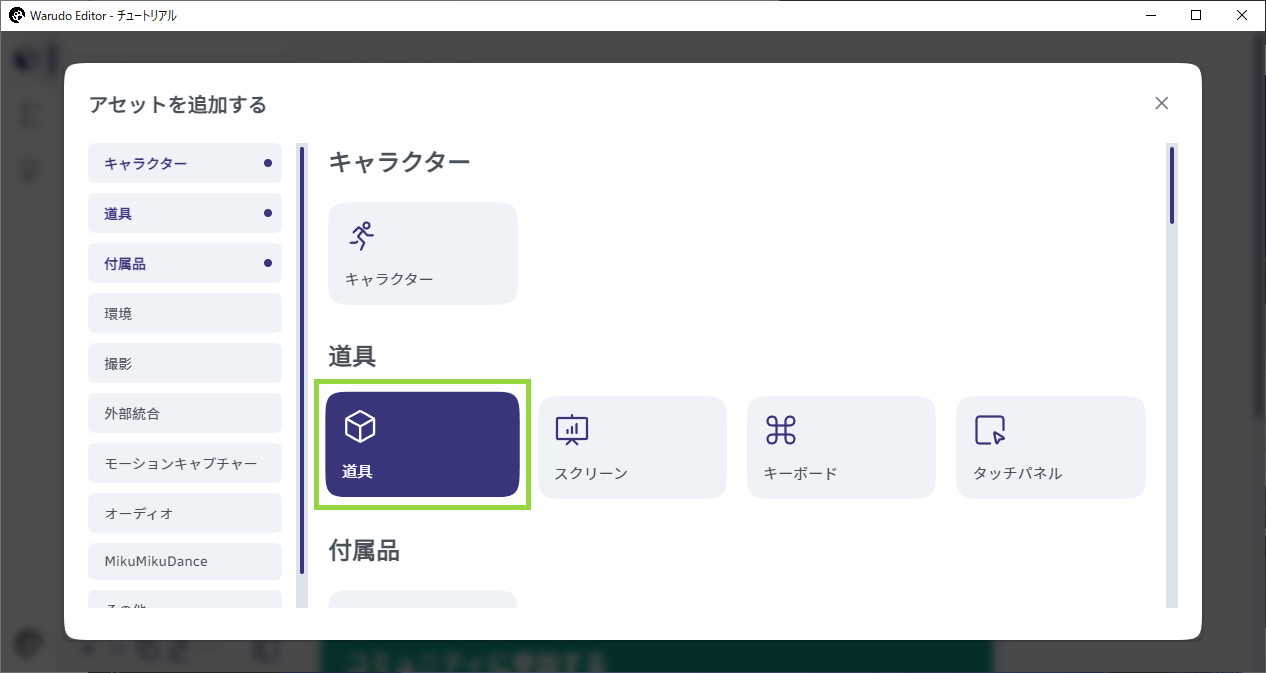 Warudo Editor - チュートリアル
アセットを追加する
キャラクター
道具
付属品
環境
撮影
外部統合
モーションキャプチャー
オーディオ
MikuMikuDance
その他
キャラクター
キャラクター
道具
道具
スクリーン
キーボード
タッチパネル
付属品
コミュニティに参加する